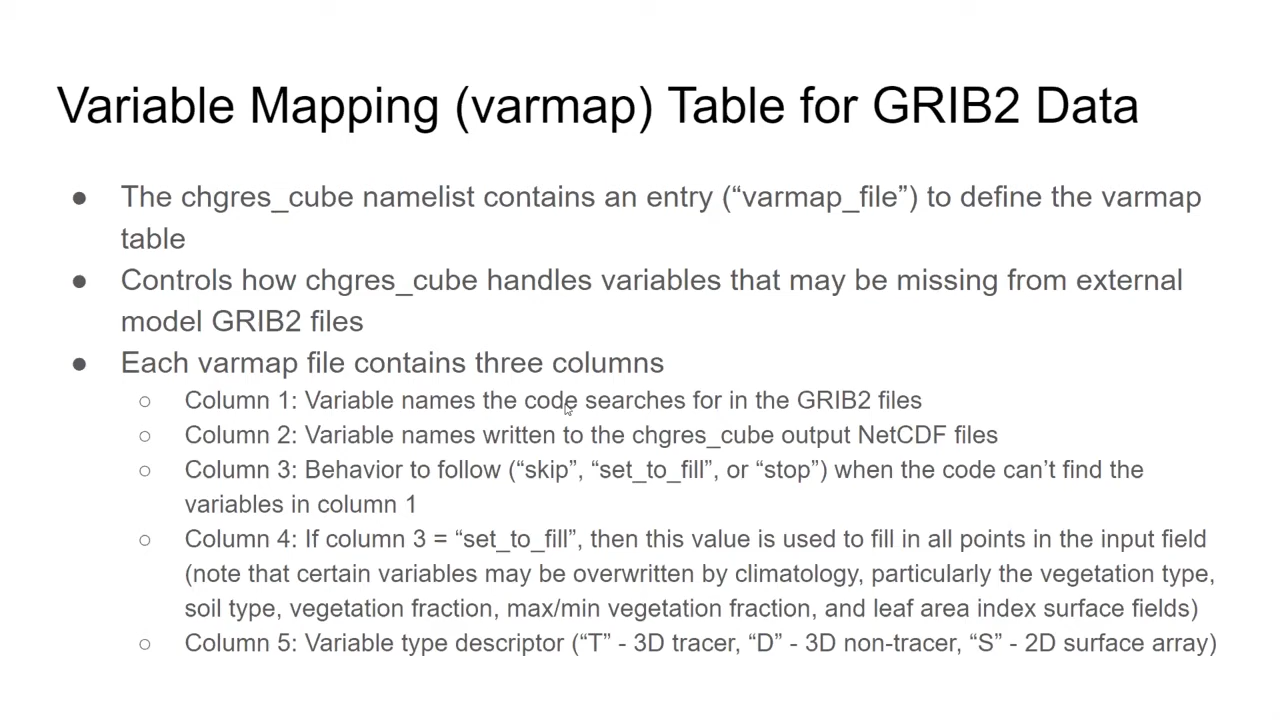 Variable Mapping (varmap) Table for GRIB2 Data
● The chgres_cube namelist contains an entry (“varmap_file”) to define the varmap
table
● Controls how chgres_cube handles variables that may be missing from external
model GRIB2 files
● Each varmap file contains three columns
○ Column 1: Variable names the code searches for in the GRIB2 files
○ Column 2: Variable names written to the chgres_cube output NetCDF files
○ Column 3: Behavior to follow (“skip”, “set_to_fill”, or “stop”) when the code can’t find the
variables in column 1
○ Column 4: If column 3 = “set_to_fill”, then this value is used to fill in all points in the input field
(note that certain variables may be overwritten by climatology, particularly the vegetation type,
soil type, vegetation fraction, max/min vegetation fraction, and leaf area index surface fields)
○ Column 5: Variable type descriptor (“T” - 3D tracer, “D” - 3D non-tracer, “S” - 2D surface array)